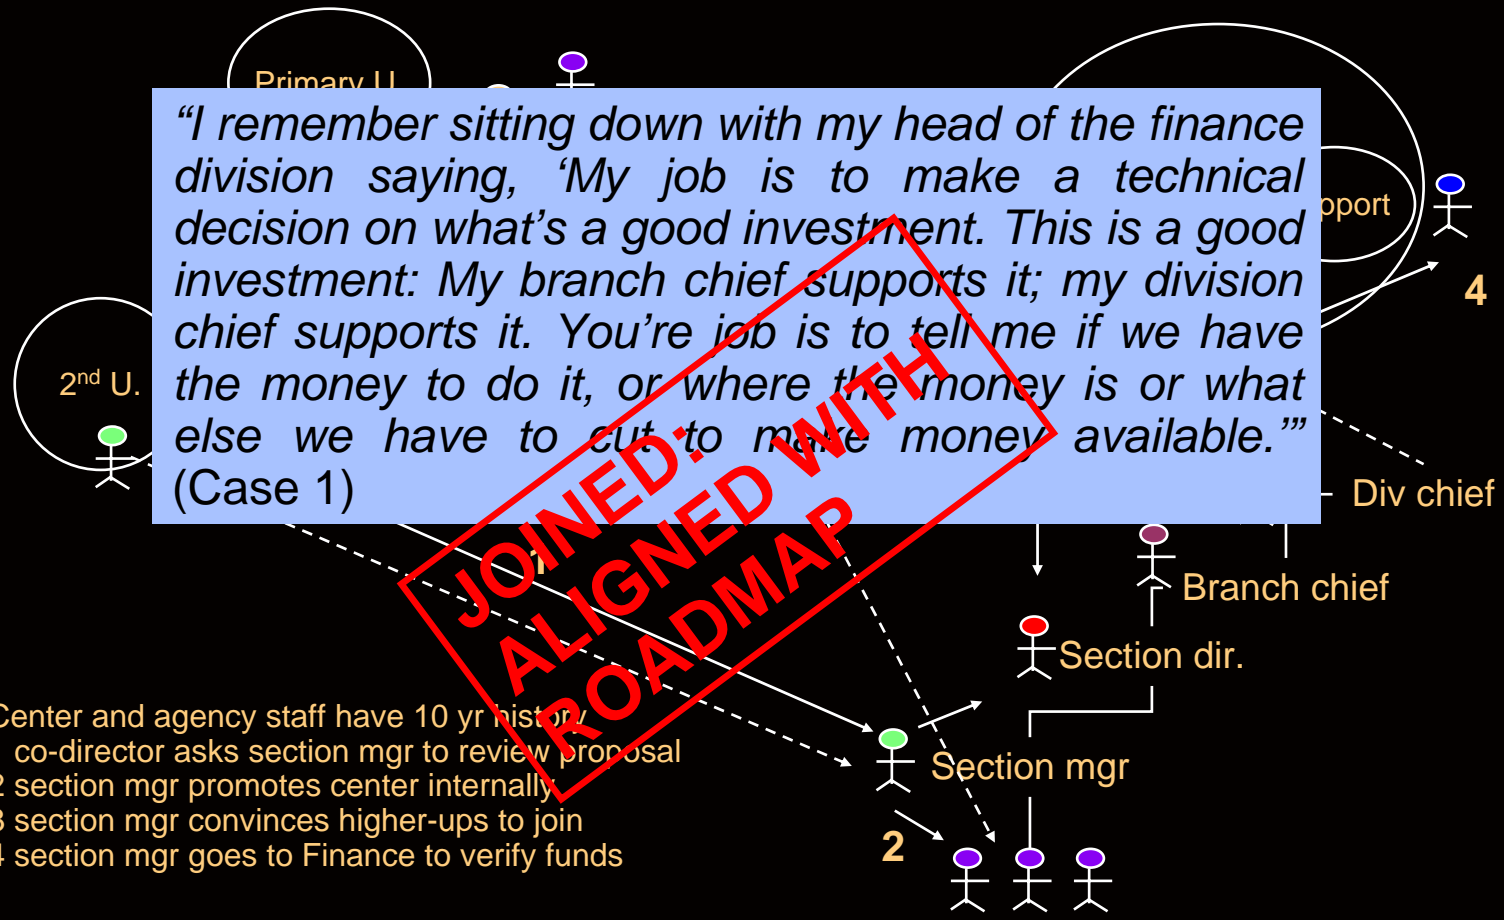 Primary U.
“I remember sitting down with my head of the finance
division saying, ‘My job is to make a technical
decision on what’s a good investment. This is a good
investment: My branch chief supports it; my division
chief supports it. You’re job is to tell me if we have
the money to do it, or where the money is or what
else we have to cut to make money available.’”
(Case 1)
pport
4
2nd U.
Div chief
1
JOINED:
ALIGNED WITH
ROADMAP
Branch chief
Section dir.
Section mgr
2
Center and agency staff have 10 yr history
co-director asks section mgr to review proposal
2 section mgr promotes center internally
3 section mgr convinces higher-ups to join
4 section mgr goes to Finance to verify funds